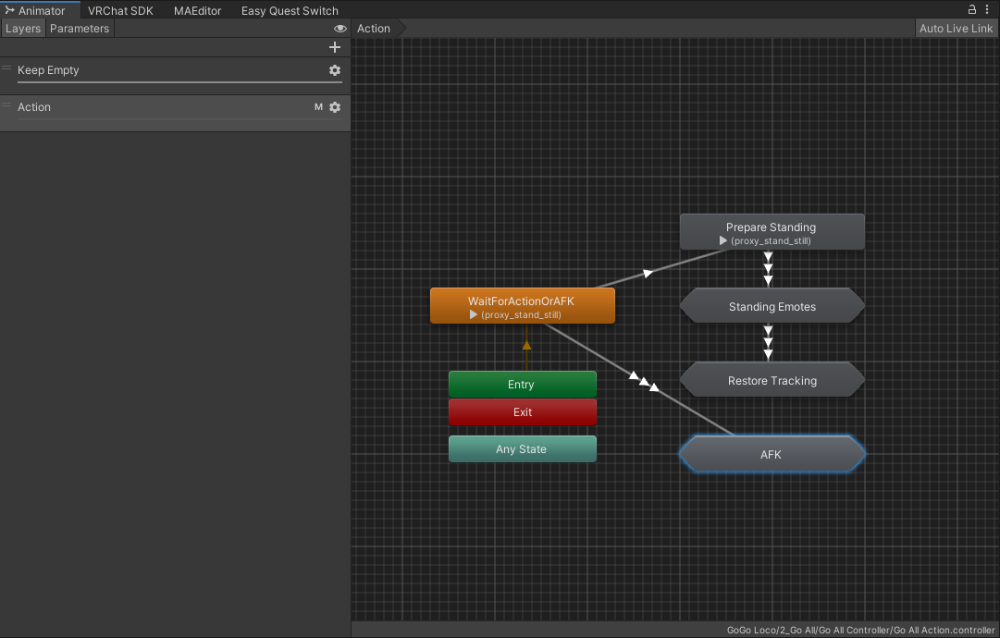 Animator VRChat SDK MAEditor Easy Quest Switch
Layers Parameters Action Auto Live Link
Keep Empty
Action M
Prepare Standing
(proxy_stand_still)
WaitForActionOrAFK
(proxy_stand_still)
Standing Emotes
Entry
Restore Tracking
Exit
Any State
AFK
GoGo Loco/2_Go All/Go All Controller/Go All Action.controller